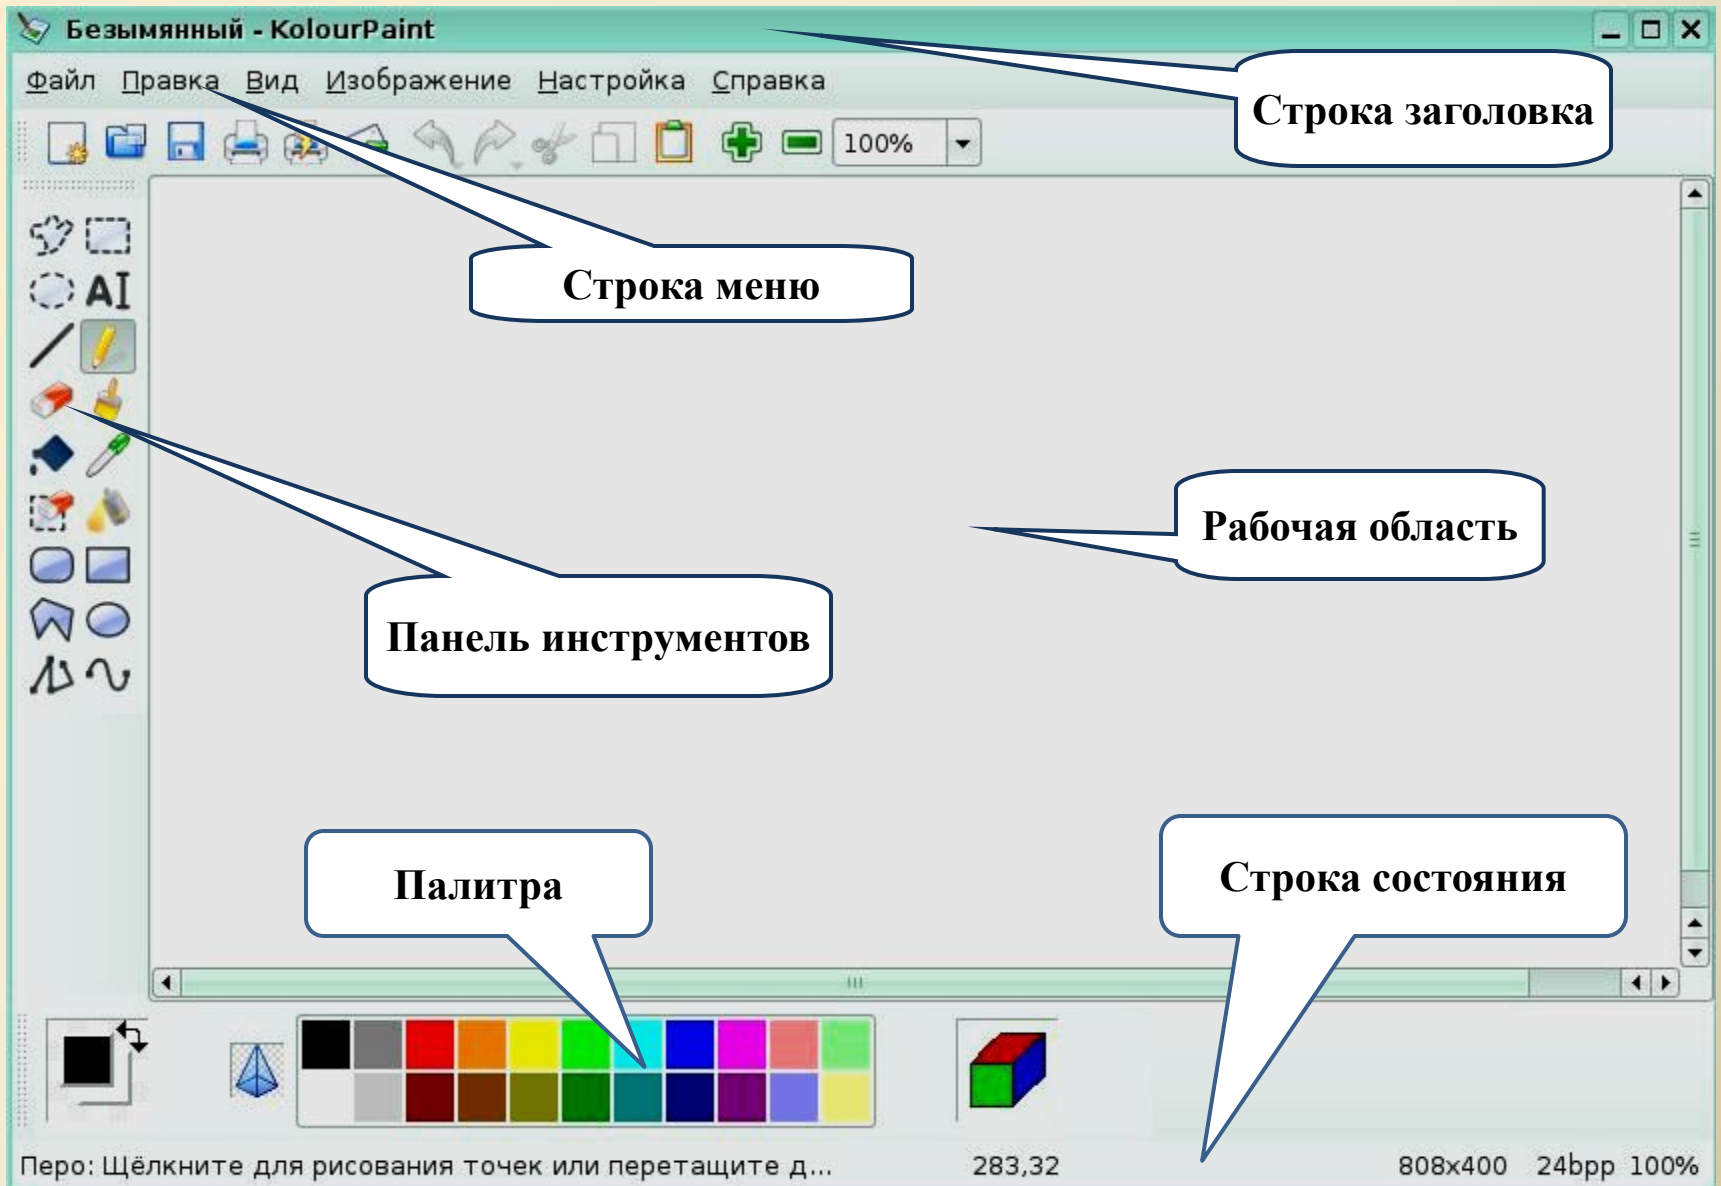 Безымянный - KolourPaint
Файл Правка Вид Изображение Настройка Справка
Строка заголовка
100%
Строка меню
AI
Рабочая область
Панель инструментов
Палитра
Строка состояния
Перо: Щёлкните для рисования точек или перетащите д... 283,32 808x400 24bpp 100%